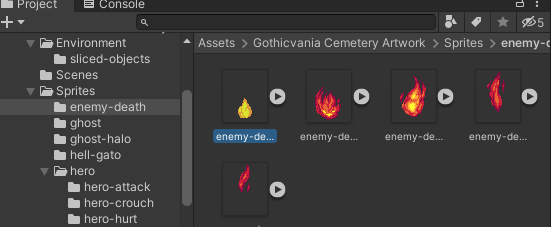 Project
Console
5
Assets > Gothicvania Cemetery Artwork > Sprites > enemy-d
Environment
sliced-objects
Scenes
Sprites
enemy-death
ghost
ghost-halo
hell-gato
hero
hero-attack
hero-crouch
hero-hurt
enemy-de...
enemy-de...
enemy-de...
enemy-de...